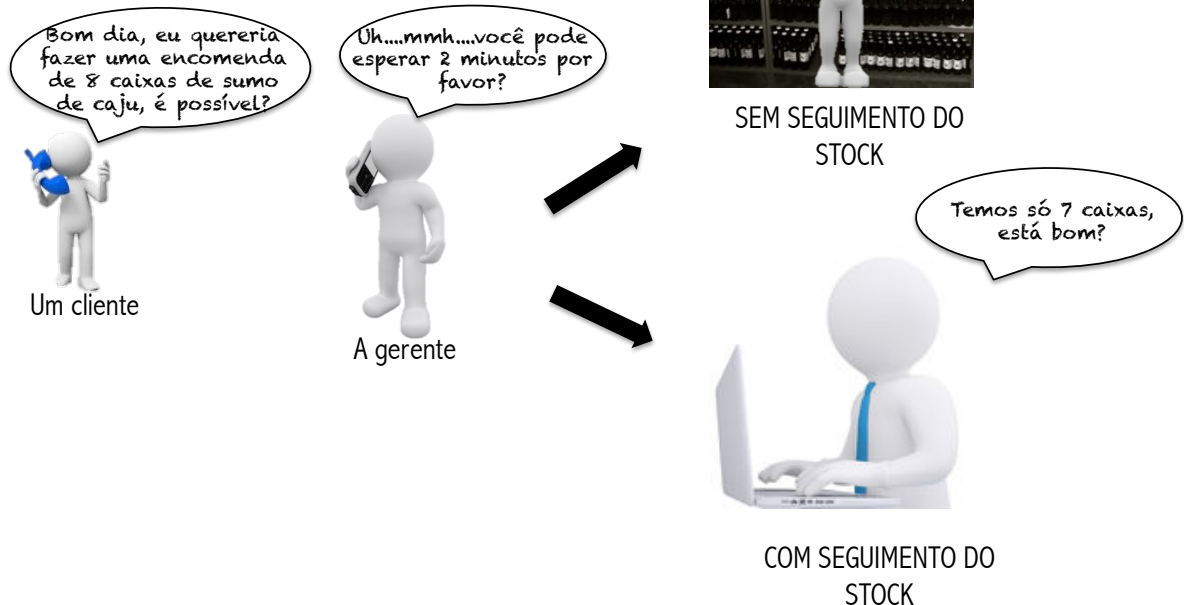 Bom dia, eu quereria
fazer uma encomenda
de 8 caixas de sumo
de caju, é possível?
Um cliente
Uh....mmh....você pode
esperar 2 minutos por
favor?
A gerente
SEM SEGUIMENTO DO
STOCK
Temos só 7 caixas,
está bom?
COM SEGUIMENTO DO
STOCK